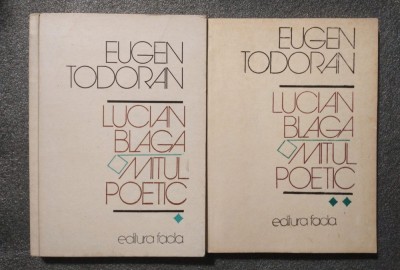 EUGEN
TODORAN
LUCIAN
BLAGA
MITUL
POETIC
editura facla
EUGEN
TODORAN
LUCIAN
BLAGA
MITUL
POETIC
editura facla